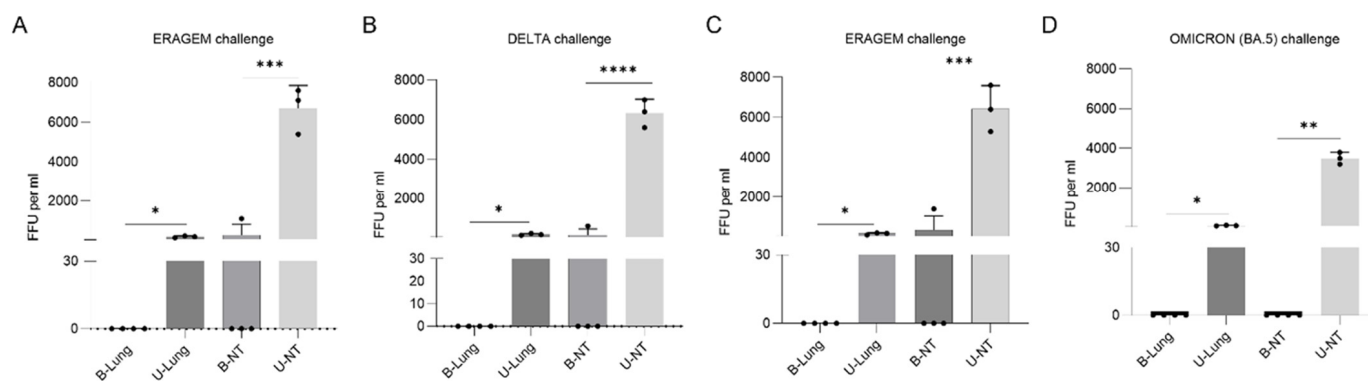 A
ERAGEM challenge
FFU per ml
8000
6000
4000
2000
30
0
*
***
B-Lung
U-Lung
B-NT
U-NT
B
DELTA challenge
FFU per ml
8000
6000
4000
2000
30
20
10
0
*
****
B-Lung
U-Lung
B-NT
U-NT
C
ERAGEM challenge
FFU per ml
8000
6000
4000
2000
30
0
*
***
B-Lung
U-Lung
B-NT
U-NT
D
OMICRON (BA.5) challenge
FFU per ml
8000
6000
4000
2000
30
0
*
**
B-Lung
U-Lung
B-NT
U-NT